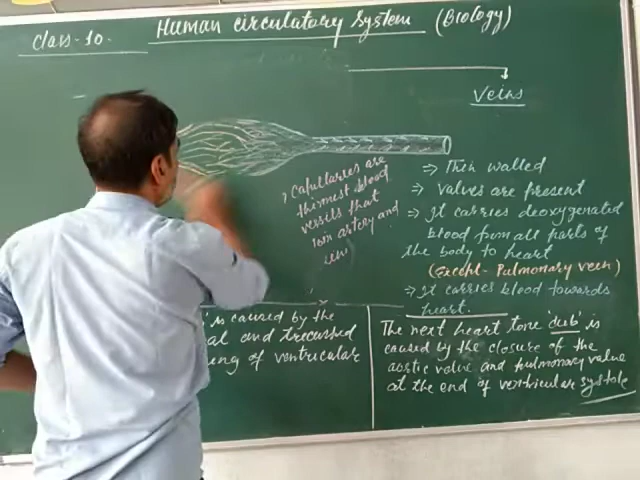 Class-10.
Human circulatory System (Biology)
Veins
capillaries are
thinnest blood
vessels that
Join artery and
vein
⇒ Thin walled
⇒ valves are present
⇒ It carries deoxygenated
blood from all parts of
the body to heart
(Except- Pulmonary vein)
⇒ It carries blood towards
heart.
is caused by the
and
of ventricular
The next heart tone 'dub' is
caused by the closure of the
aortic valve and pulmonary valve
at the end of ventricular systole